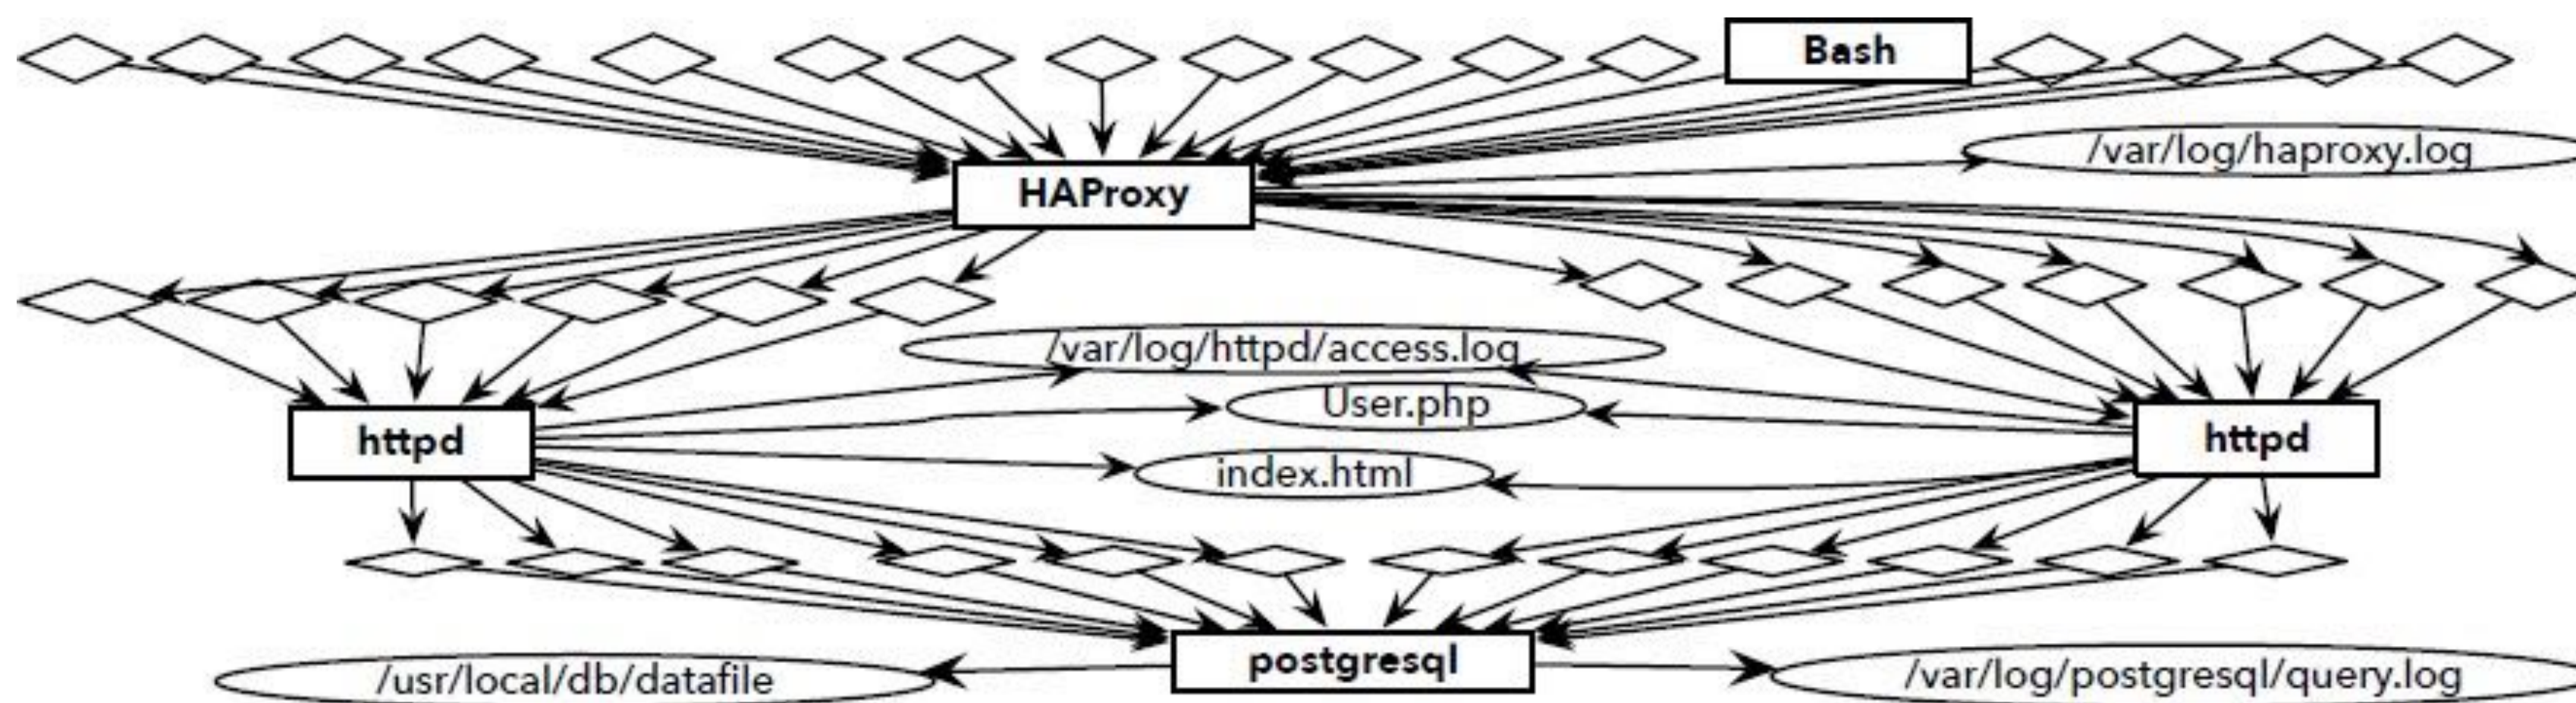 Bash
/var/log/haproxy.log
HAProxy
/var/log/httpd/access.log
User.php
httpd
httpd
index.html
postgresql
/usr/local/db/datafile
/var/log/postgresql/query.log